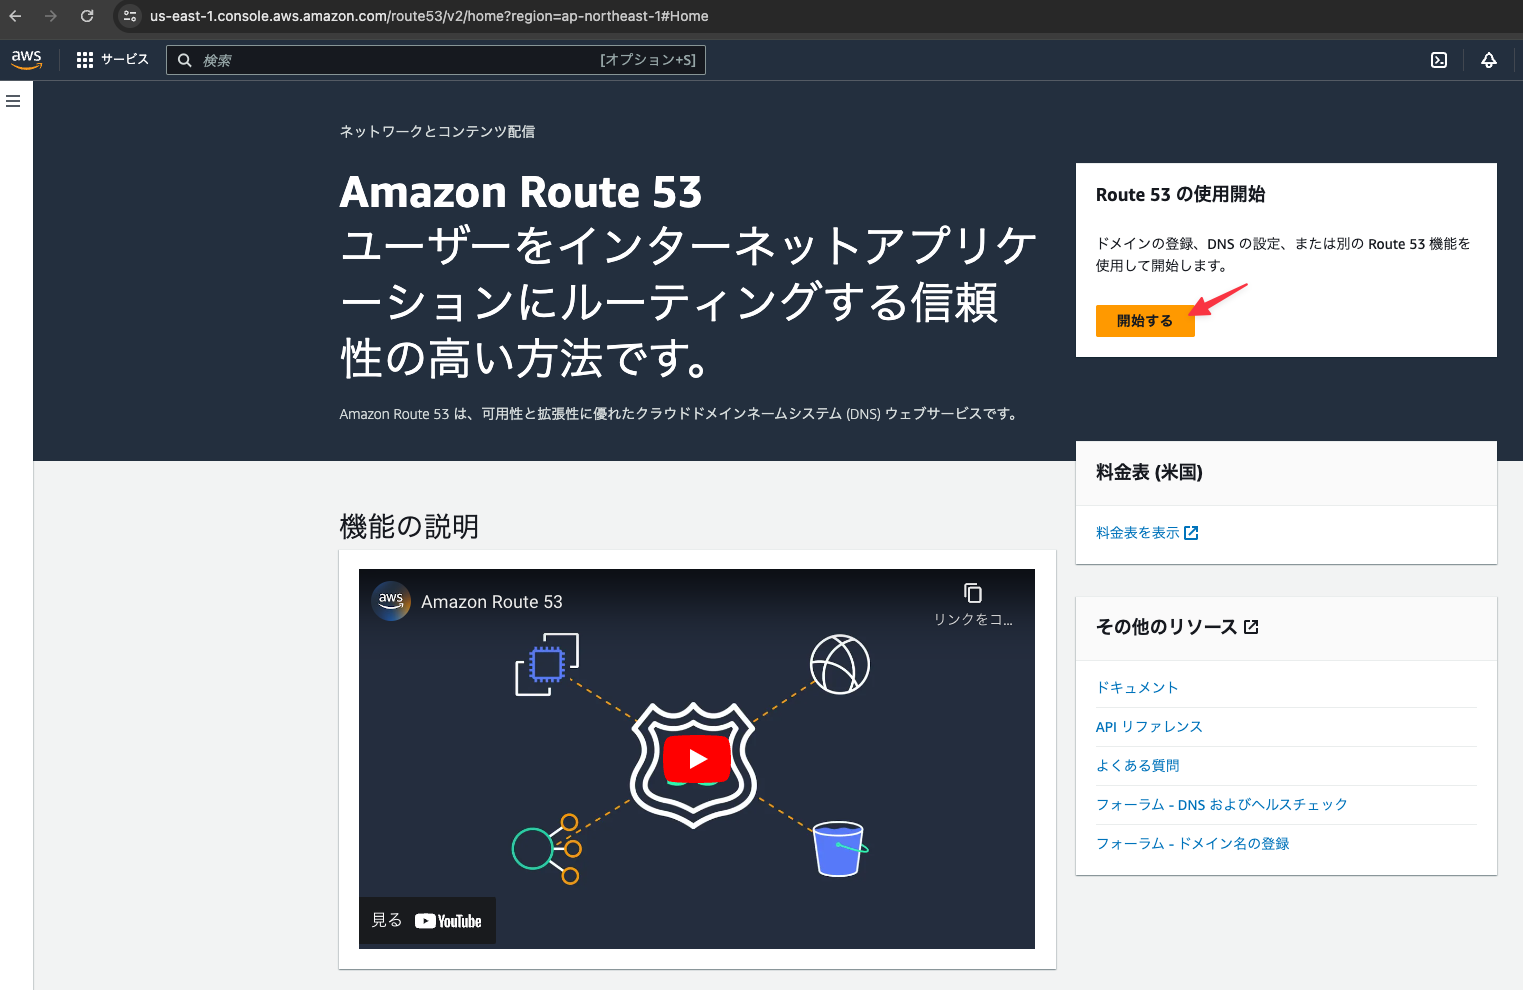 us-east-1.console.aws.amazon.com/route53/v2/home?region=ap-northeast-1#Home
aws
サービス
検索
[オプション+S]
ネットワークとコンテンツ配信
Amazon Route 53
ユーザーをインターネットアプリケ
ーションにルーティングする信頼
性の高い方法です。
Amazon Route 53 は、可用性と拡張性に優れたクラウドドメインネームシステム (DNS) ウェブサービスです。
Route 53 の使用開始
ドメインの登録、DNS の設定、または別の Route 53 機能を
使用して開始します。
開始する
機能の説明
aws
Amazon Route 53
リンクをコ...
見る
YouTube
料金表 (米国)
料金表を表示
その他のリソース
ドキュメント
API リファレンス
よくある質問
フォーラム - DNS およびヘルスチェック
フォーラム - ドメイン名の登録